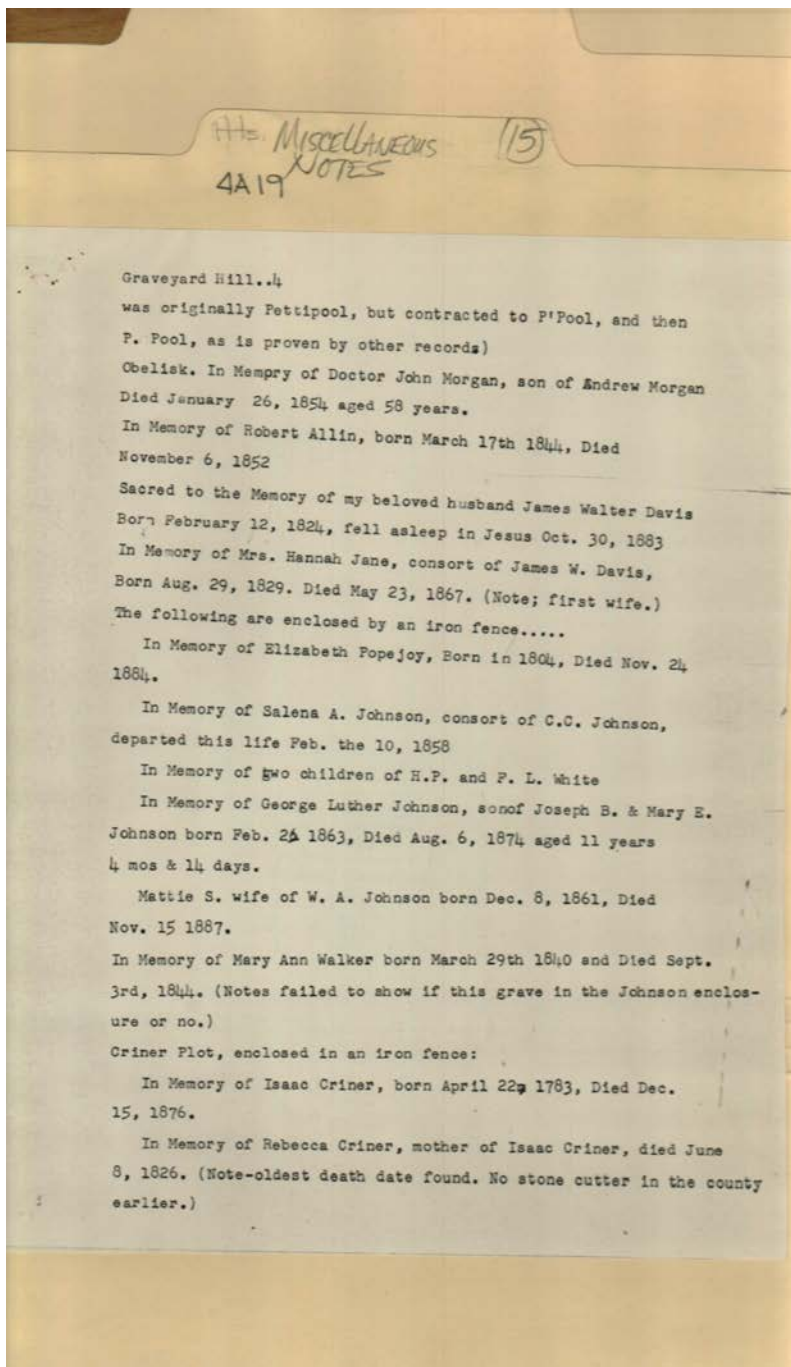 MISCELLANEOUS 15
NOTES
4A19
Graveyard Hill..4
was originally Pettipool, but contracted to P'Pool, and then
P. Pool, as is proven by other records)
Obelisk. In Mempry of Doctor John Morgan, son of Andrew Morgan
Died January 26, 1854 aged 58 years.
In Memory of Robert Allin, born March 17th 1844, Died
November 6, 1852
Sacred to the Memory of my beloved husband James Walter Davis
Born February 12, 1824, fell asleep in Jesus Oct. 30, 1883
In Memory of Mrs. Hannah Jane, consort of James W. Davis,
Born Aug. 29, 1829. Died May 23, 1867. (Note; first wife.)
The following are enclosed by an iron fence.....
In Memory of Elizabeth Popejoy, Born in 1804, Died Nov. 24
1884.
In Memory of Salena A. Johnson, consort of C.C. Johnson,
departed this life Feb. the 10, 1858
In Memory of two children of H.P. and F. L. White
In Memory of George Luther Johnson, sonof Joseph B. & Mary E.
Johnson born Feb. 1863, Died Aug. 6, 1874 aged 11 years
4 mos & 14 days.
Mattie S. wife of W. A. Johnson born Dec. 8, 1861, Died
Nov. 15 1887.
In Memory of Mary Ann Walker born March 29th 1840 and Died Sept.
3rd, 1844. (Notes failed to show if this grave in the Johnson enclos-
ure or no.)
Criner Plot, enclosed in an iron fence:
In Memory of Isaac Criner, born April 22, 1783, Died Dec.
15, 1876.
In Memory of Rebecca Criner, mother of Isaac Criner, died June
8, 1826. (Note-oldest death date found. No stone cutter in the county
earlier.)